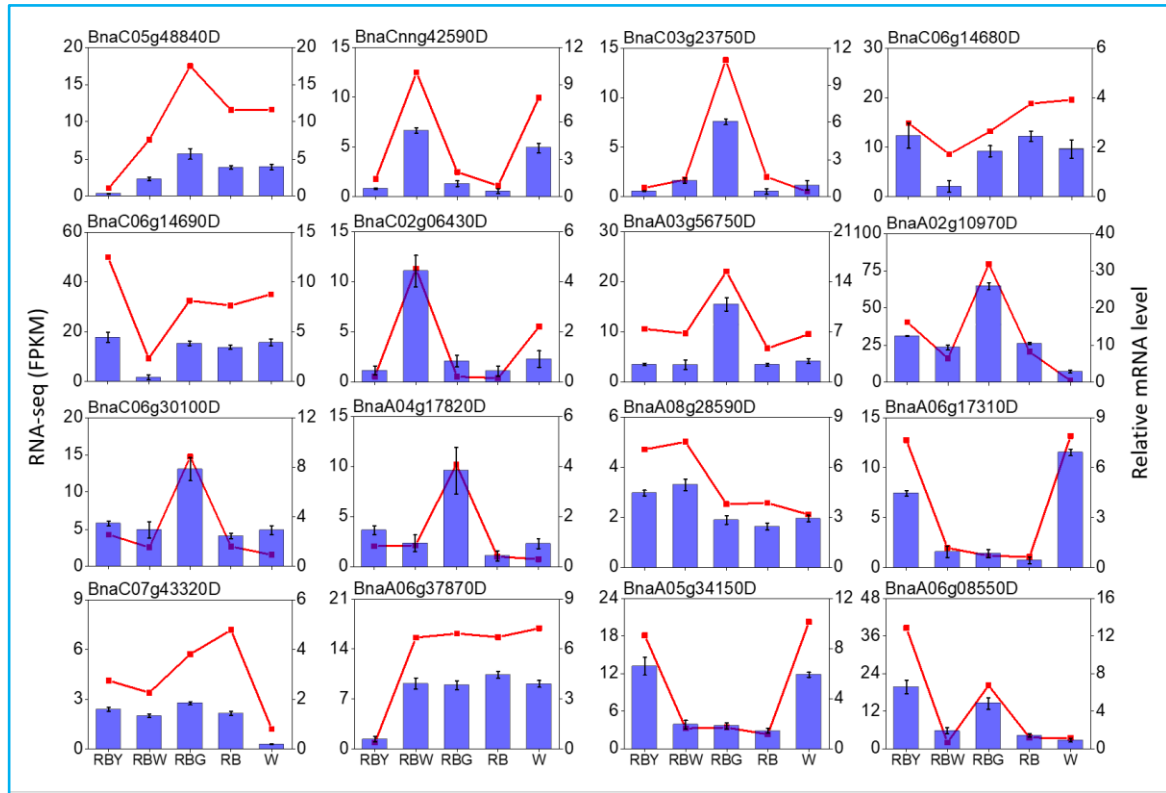 RNA-seq (FPKM)
BnaC05g48840D
20 15 10 5 0
20 15 10 5 0
BnaCnng42590D
15 10 5 0
12 9 6 3 0
BnaC03g23750D
15 10 5 0
12 9 6 3 0
BnaC06g14680D
30 20 10 0
6 4 2 0
BnaC06g14690D
60 40 20 0
15 10 5 0
BnaC02g06430D
15 10 5 0
6 4 2 0
BnaA03g56750D
30 20 10 0
21 14 7 0
BnaA02g10970D
100 75 50 25 0
40 30 20 10 0
BnaC06g30100D
20 15 10 5 0
12 8 4 0
BnaA04g17820D
15 10 5 0
6 4 2 0
BnaA08g28590D
6 4 2 0
9 6 3 0
BnaA06g17310D
15 10 5 0
9 6 3 0
BnaC07g43320D
9 6 3 0
6 4 2 0
RBY RBW RBG RB W
BnaA06g37870D
21 14 7 0
9 6 3 0
RBY RBW RBG RB W
BnaA05g34150D
24 18 12 6 0
12 8 4 0
RBY RBW RBG RB W
BnaA06g08550D
48 36 24 12 0
16 12 8 4 0
RBY RBW RBG RB W
Relative mRNA level